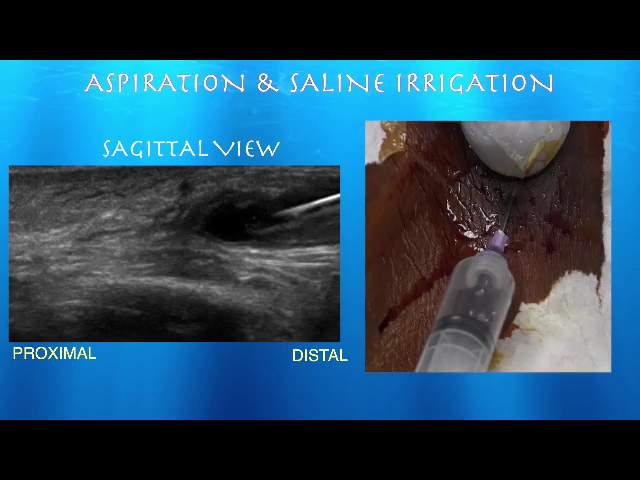 ASPIRATION & SALINE IRRIGATION
SAGITTAL VIEW
PROXIMAL
DISTAL